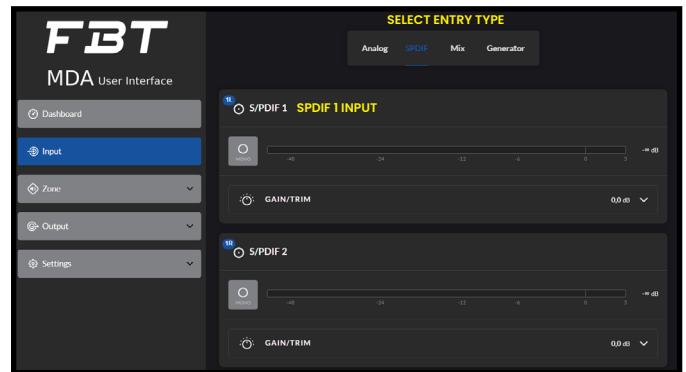 FBT
MDA User Interface
Dashboard
Input
Zone
Output
Settings
SELECT ENTRY TYPE
Analog SPDIF Mix Generator
1L
S/PDIF 1 SPDIF 1 INPUT
MONO
-48 -24 -12 -6 0 5
-∞ dB
GAIN/TRIM 0,0 dB
1R
S/PDIF 2
MONO
-48 -24 -12 -6 0 5
-∞ dB
GAIN/TRIM 0,0 dB